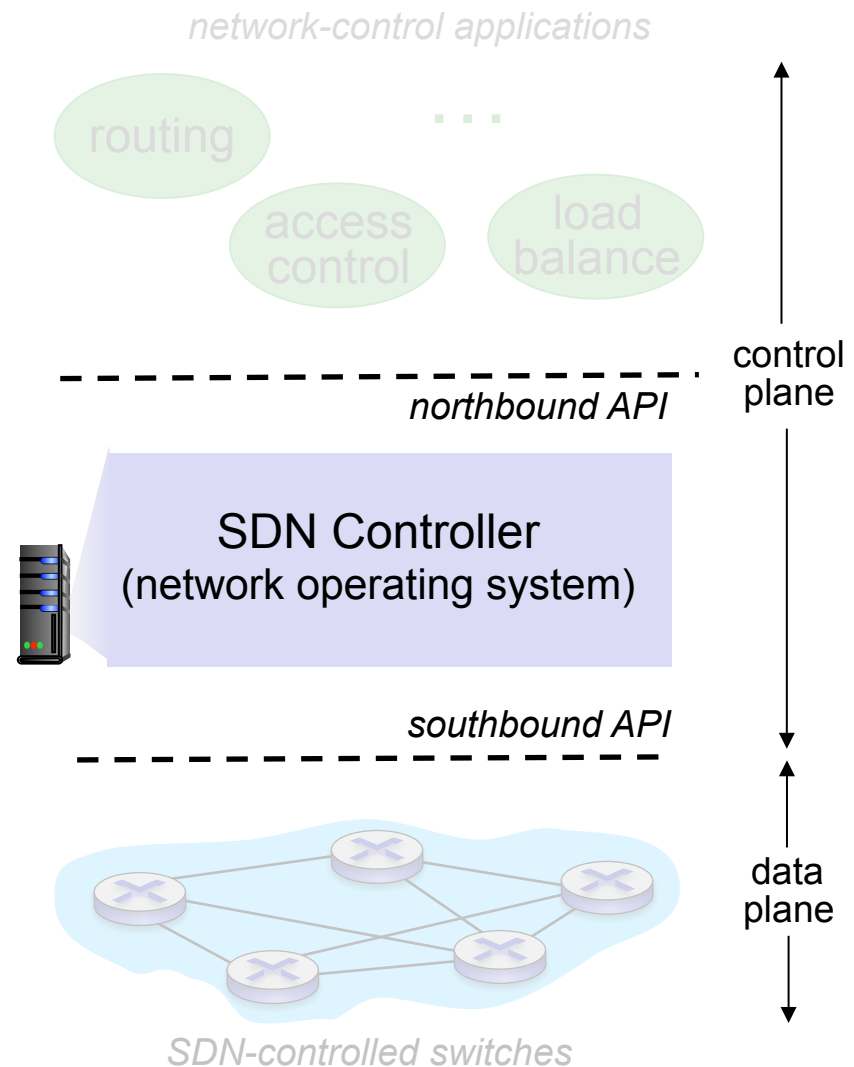 network-control applications
routing
...
access
control
load
balance
control
plane
northbound API
SDN Controller
(network operating system)
southbound API
data
plane
SDN-controlled switches